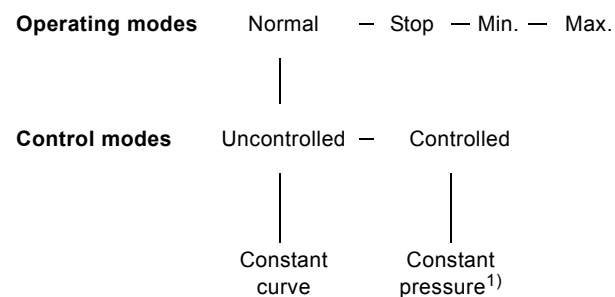 Operating modes Normal – Stop – Min. – Max.
Control modes Uncontrolled – Controlled
Constant curve
Constant pressure1)